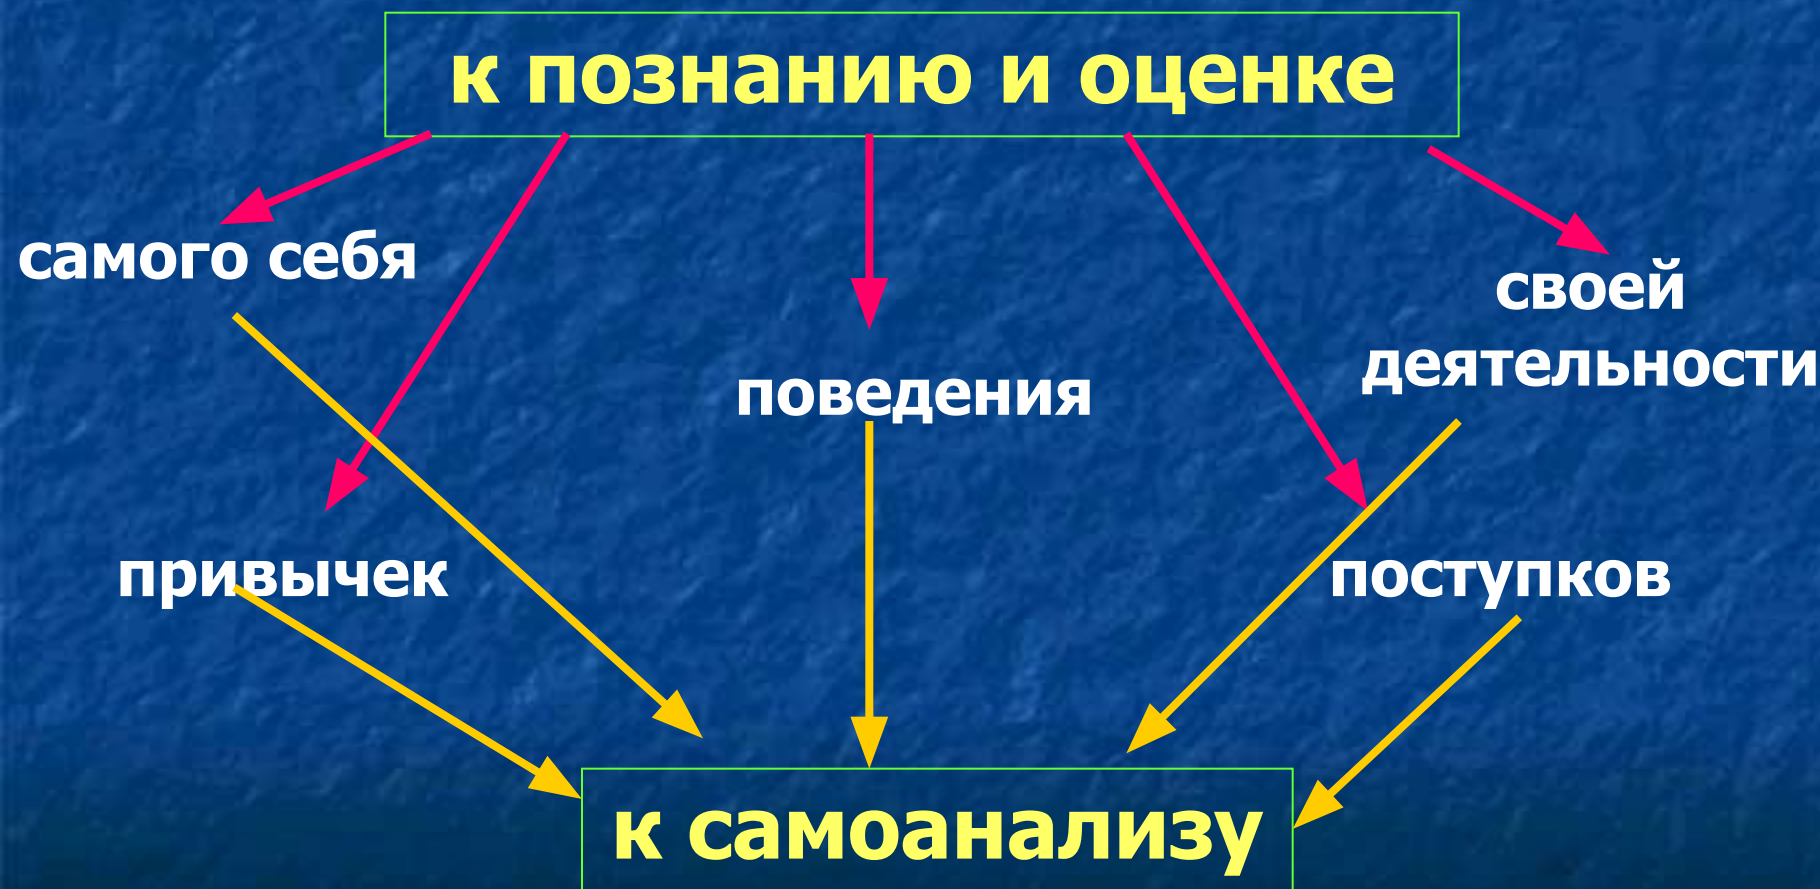 к познанию и оценке
самого себя
своей
деятельности
поведения
привычек
поступков
к самоанализу